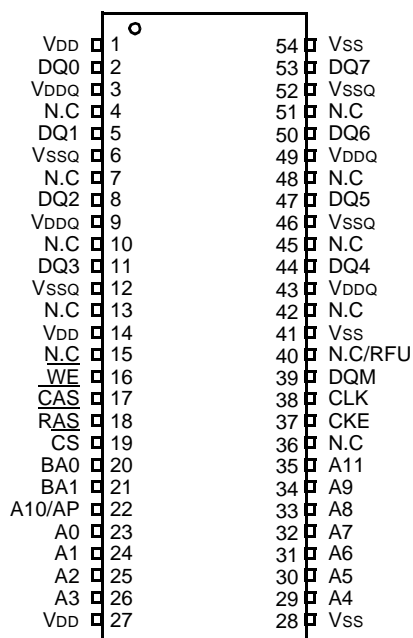 VDD 1 54 VSS
DQ0 2 53 DQ7
VDDQ 3 52 VSSQ
N.C 4 51 N.C
DQ1 5 50 DQ6
VSSQ 6 49 VDDQ
N.C 7 48 N.C
DQ2 8 47 DQ5
VDDQ 9 46 VSSQ
N.C 10 45 N.C
DQ3 11 44 DQ4
VSSQ 12 43 VDDQ
N.C 13 42 N.C
VDD 14 41 VSS
N.C 15 40 N.C/RFU
WE 16 39 DQM
CAS 17 38 CLK
RAS 18 37 CKE
CS 19 36 N.C
BA0 20 35 A11
BA1 21 34 A9
A10/AP 22 33 A8
A0 23 32 A7
A1 24 31 A6
A2 25 30 A5
A3 26 29 A4
VDD 27 28 VSS